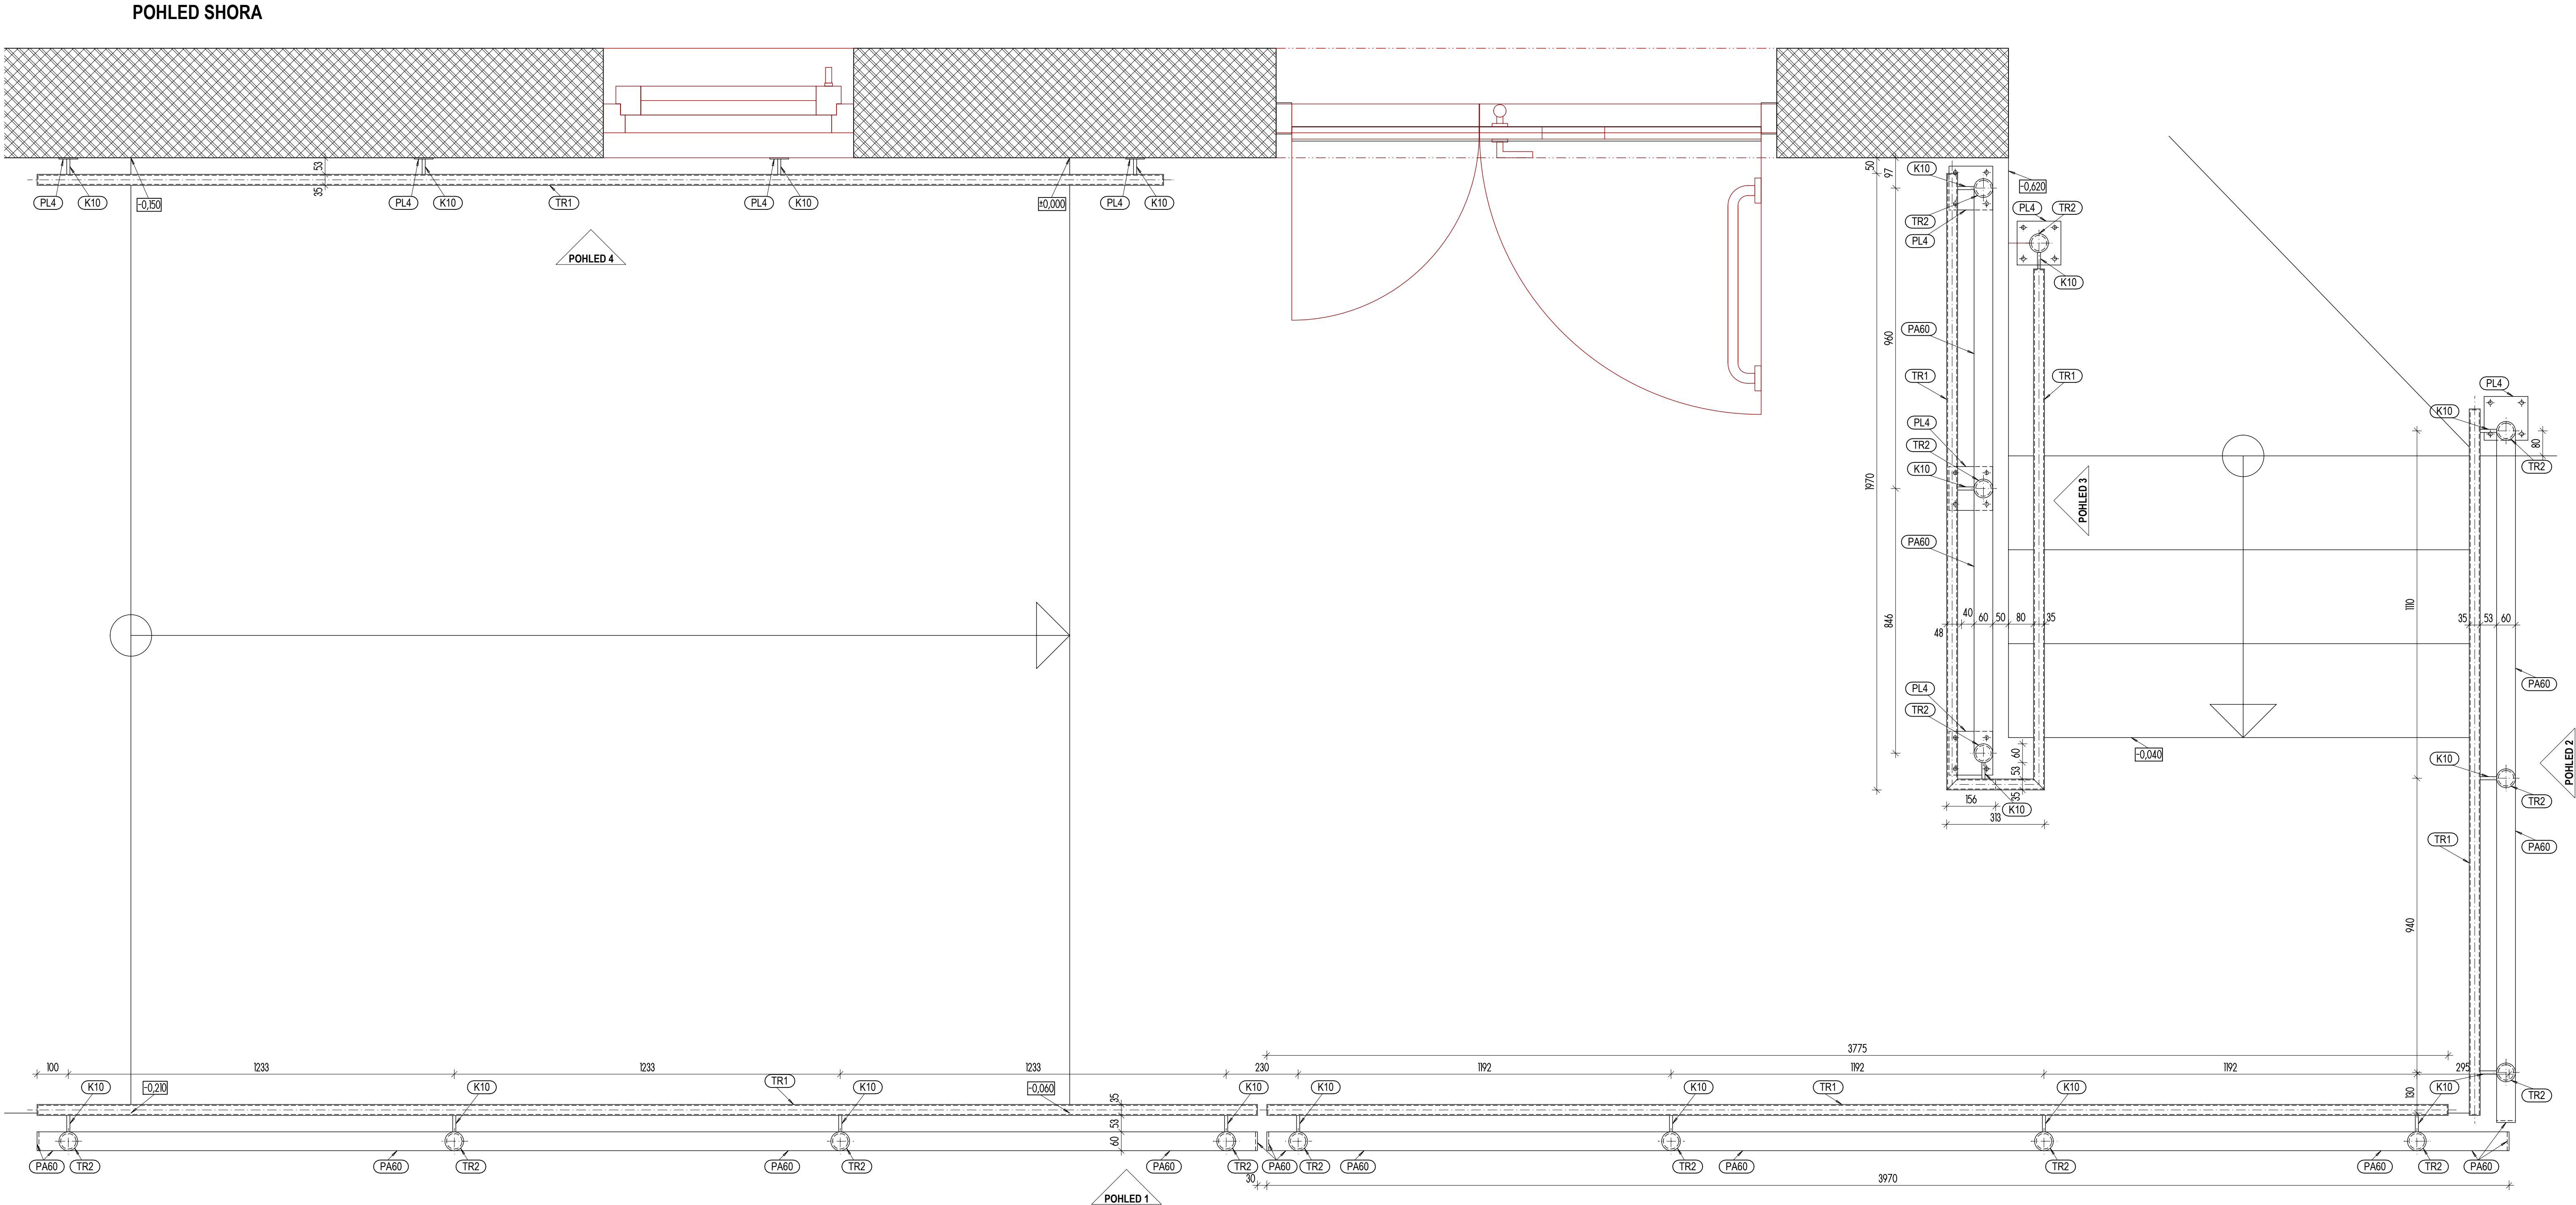 POHLED SHORA
53
35
PL4
K10
-0,150
PL4
K10
TR1
PL4
K10
±0,000
PL4
K10
POHLED 4
50
97
K10
TR2
PL4
-0,620
PL4
TR2
K10
960
PA60
TR1
TR1
PL4
TR2
K10
1970
PA60
POHLED 3
846
48
40
60
50
80
35
PL4
TR2
60
53
35
K10
156
313
-0,040
PL4
K10
80
TR2
1110
35
53
60
PA60
K10
TR2
POHLED 2
TR1
PA60
940
130
K10
TR2
3775
100
1233
1233
1233
230
1192
1192
1192
295
K10
-0,210
K10
TR1
K10
-0,060
K10
K10
K10
TR1
K10
K10
35
53
60
PA60
TR2
PA60
TR2
PA60
TR2
PA60
TR2
PA60
TR2
PA60
TR2
PA60
TR2
PA60
TR2
PA60
POHLED 1
30
3970